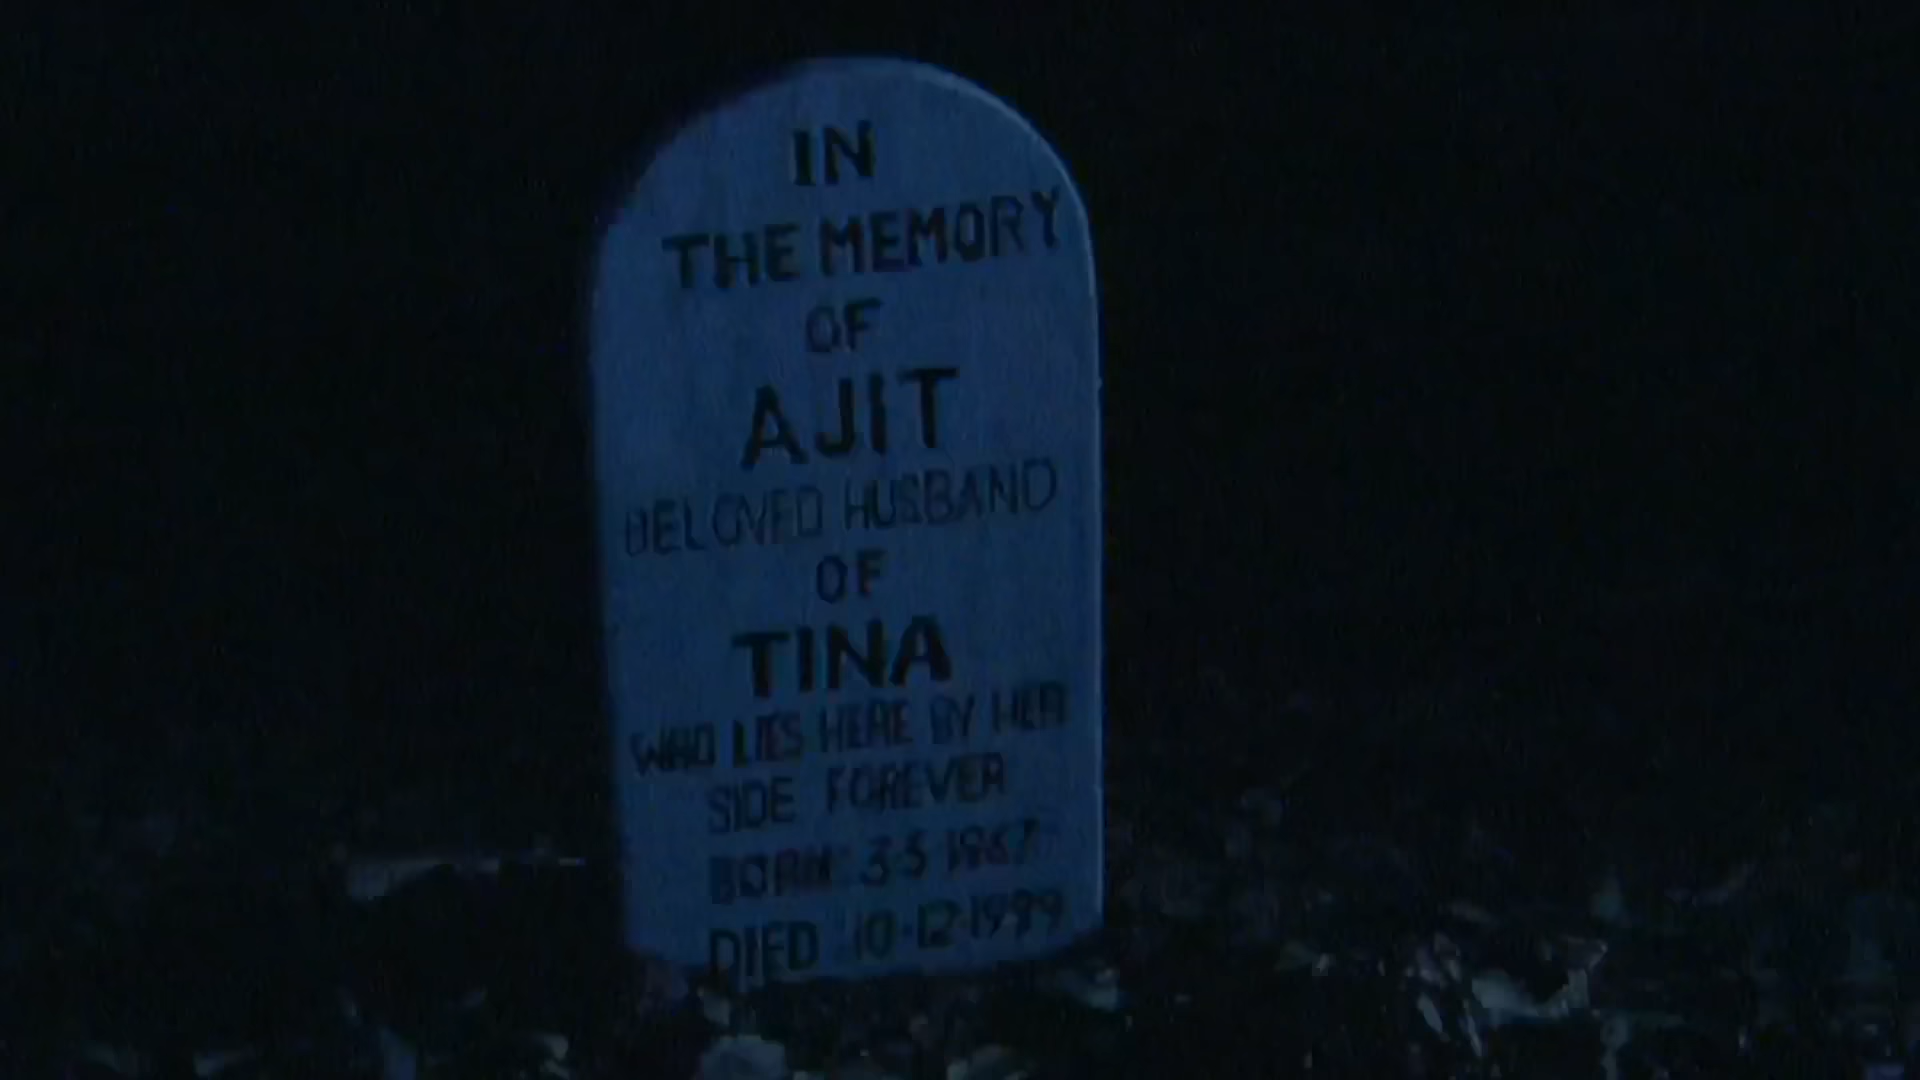 IN
THE MEMORY
OF
AJIT
BELOVED HUSBAND
OF
TINA
WHO LIES HERE BY HER
SIDE FOREVER
BORN 3-5 1967
DIED 10-12-1999